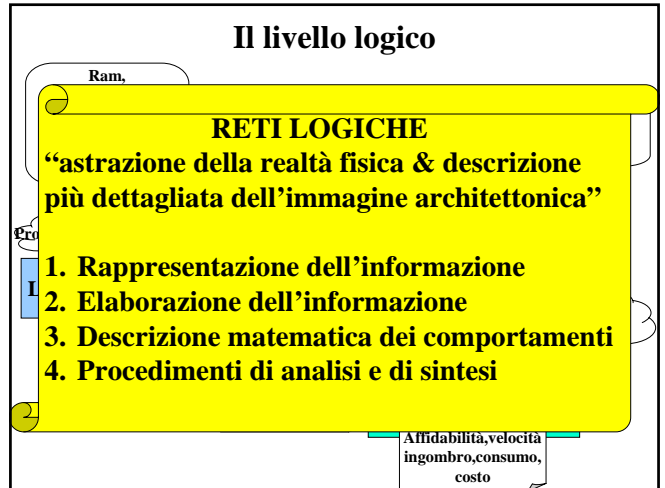 Il livello logico
Ram,
RETI LOGICHE
“astrazione della realtà fisica & descrizione
più dettagliata dell’immagine architettonica”
Pro
1. Rappresentazione dell’informazione
L
2. Elaborazione dell’informazione
3. Descrizione matematica dei comportamenti
4. Procedimenti di analisi e di sintesi
Affidabilità,velocità
ingombro,consumo,
costo